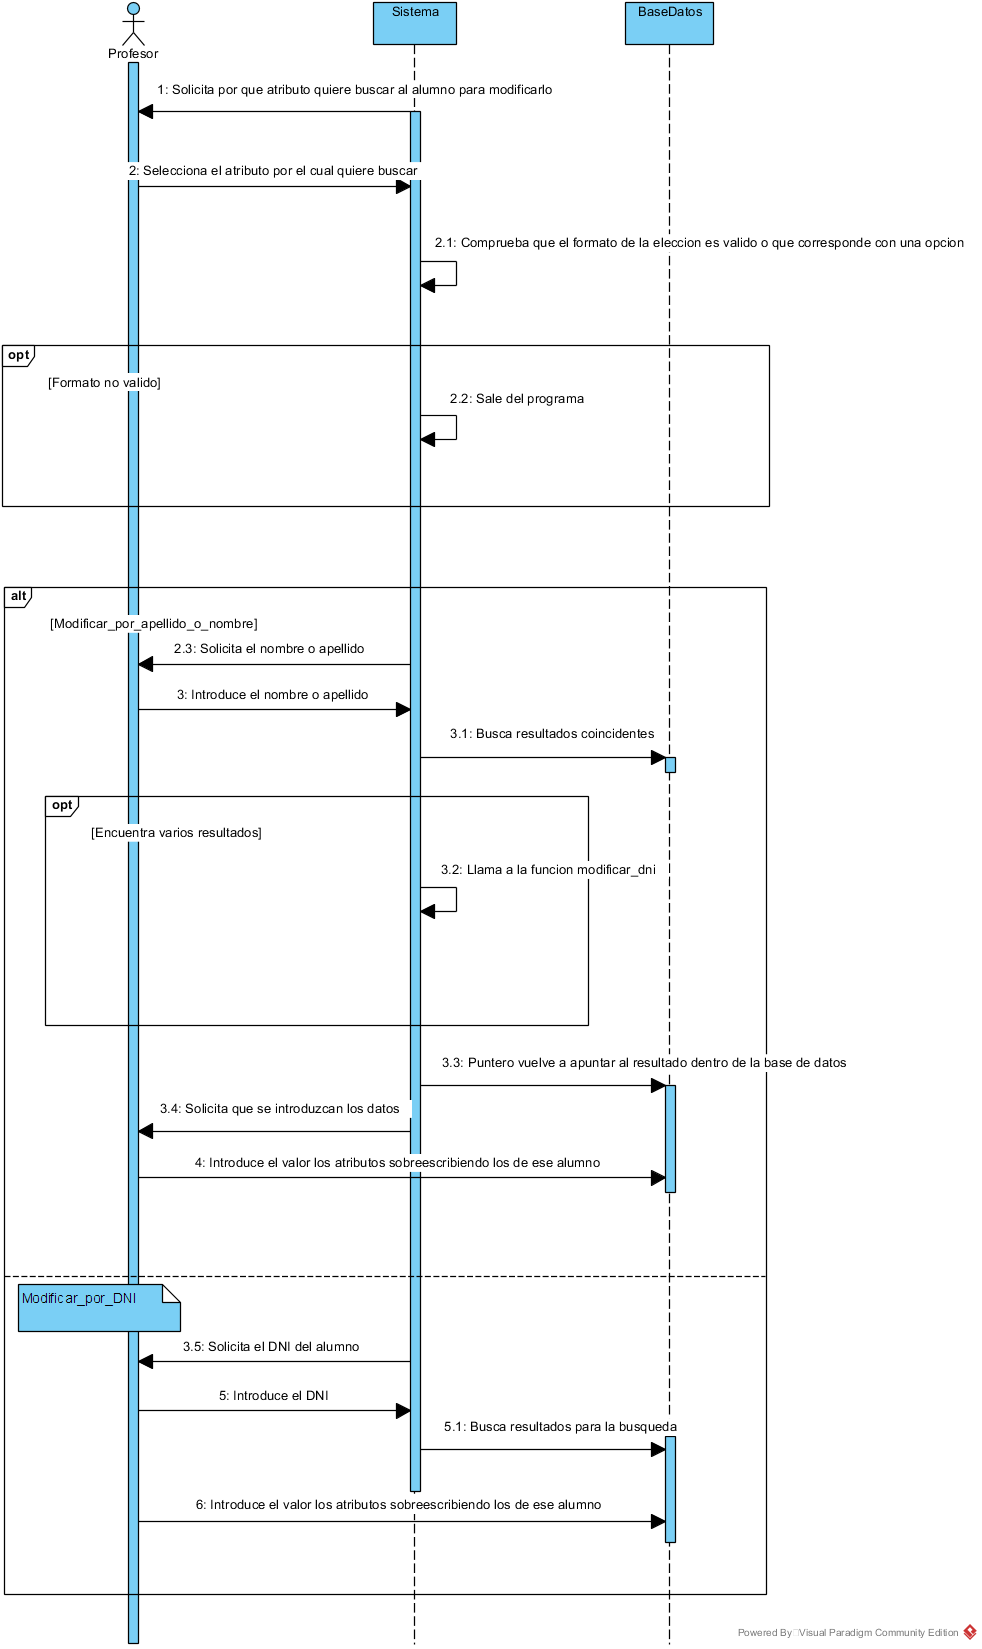 Profesor
Sistema
BaseDatos
1: Solicita por que atributo quiere buscar al alumno para modificarlo
2: Selecciona el atributo por el cual quiere buscar
2.1: Comprueba que el formato de la eleccion es valido o que corresponde con una opcion
opt
[Formato no valido]
2.2: Sale del programa
alt
[Modificar_por_apellido_o_nombre]
2.3: Solicita el nombre o apellido
3: Introduce el nombre o apellido
3.1: Busca resultados coincidentes
opt
[Encuentra varios resultados]
3.2: Llama a la funcion modificar_dni
3.3: Puntero vuelve a apuntar al resultado dentro de la base de datos
3.4: Solicita que se introduzcan los datos
4: Introduce el valor los atributos sobreescribiendo los de ese alumno
Modificar_por_DNI
3.5: Solicita el DNI del alumno
5: Introduce el DNI
5.1: Busca resultados para la busqueda
6: Introduce el valor los atributos sobreescribiendo los de ese alumno
Powered By Visual Paradigm Community Edition